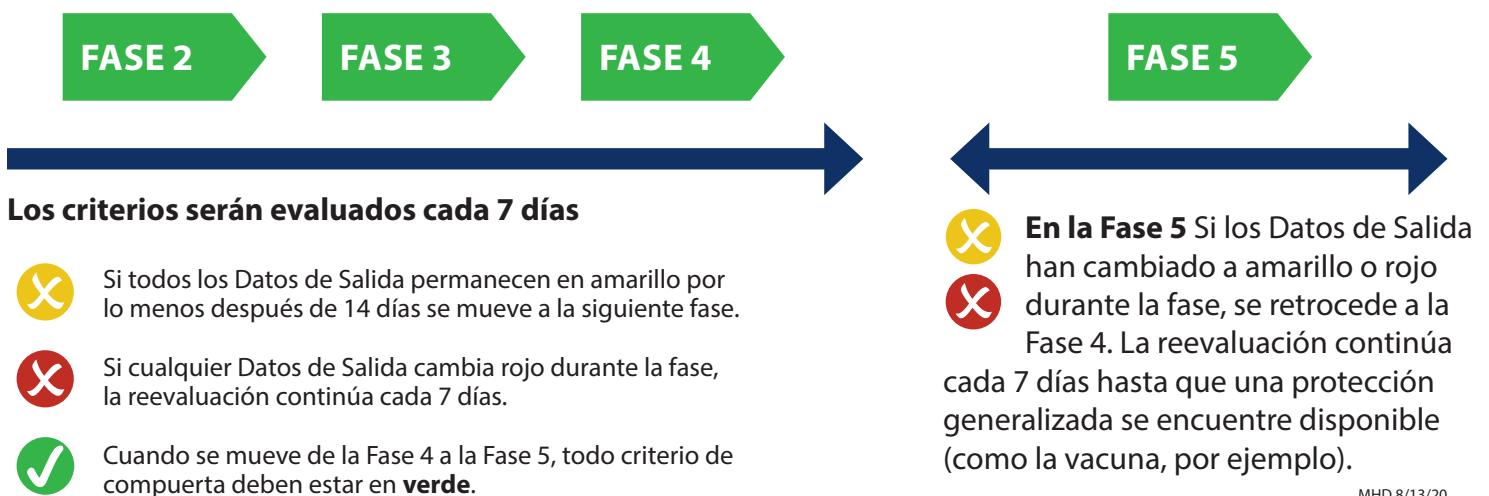 FASE 2
FASE 3
FASE 4
FASE 5
Los criterios serán evaluados cada 7 días
Si todos los Datos de Salida permanecen en amarillo por
lo menos después de 14 días se mueve a la siguiente fase.
Si cualquier Datos de Salida cambia rojo durante la fase,
la reevaluación continúa cada 7 días.
Cuando se mueve de la Fase 4 a la Fase 5, todo criterio de
compuerta deben estar en verde.
En la Fase 5 Si los Datos de Salida
han cambiado a amarillo o rojo
durante la fase, se retrocede a la
Fase 4. La reevaluación continúa
cada 7 días hasta que una protección
generalizada se encuentre disponible
(como la vacuna, por ejemplo).
MHD 8/13/20